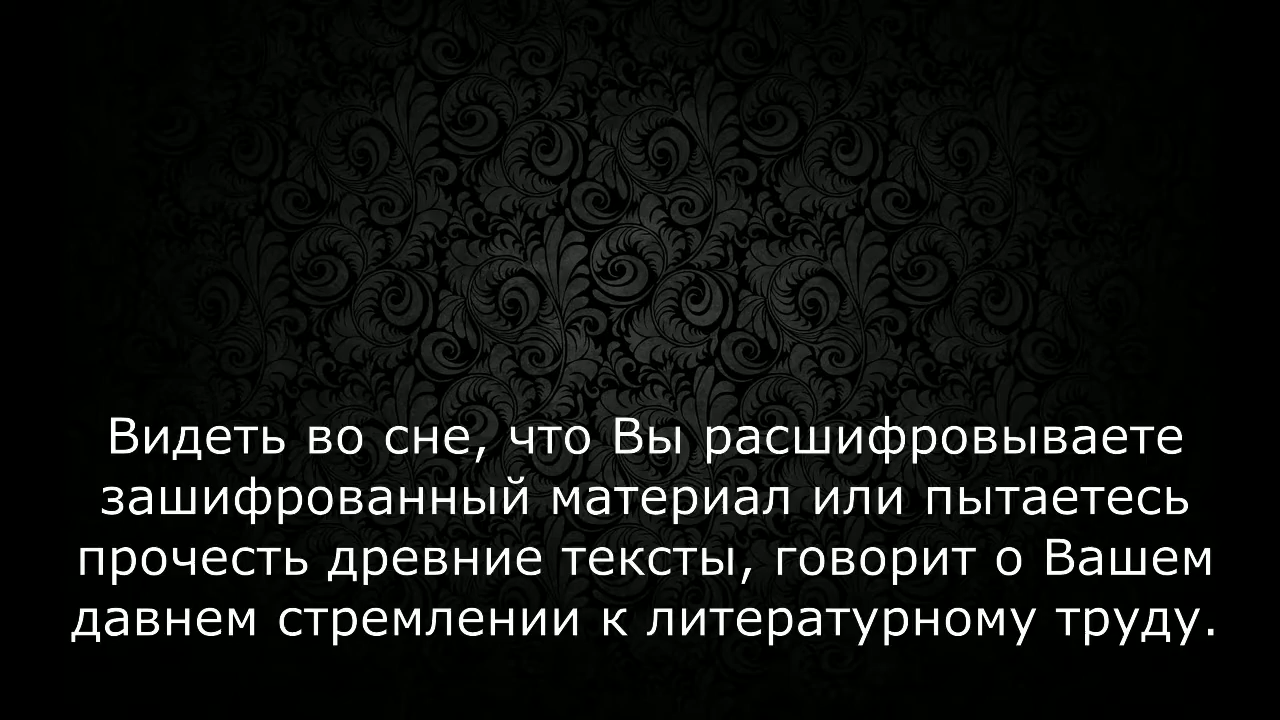 Видеть во сне, что Вы расшифровываете
зашифрованный материал или пытаетесь
прочесть древние тексты, говорит о Вашем
давнем стремлении к литературному труду.